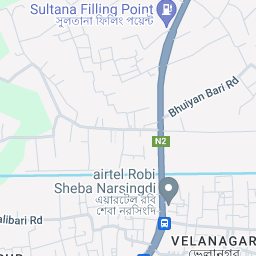 Sultana Filling Point
সুলতানা ফিলিং পয়েন্ট
Bhuiyan Bari Rd
N2
airtel Robi
Sheba Narsingdi
এয়ারটেল রবি
সেবা নরসিংদি
alibari Rd
VELANAGAR
ভেলানগর